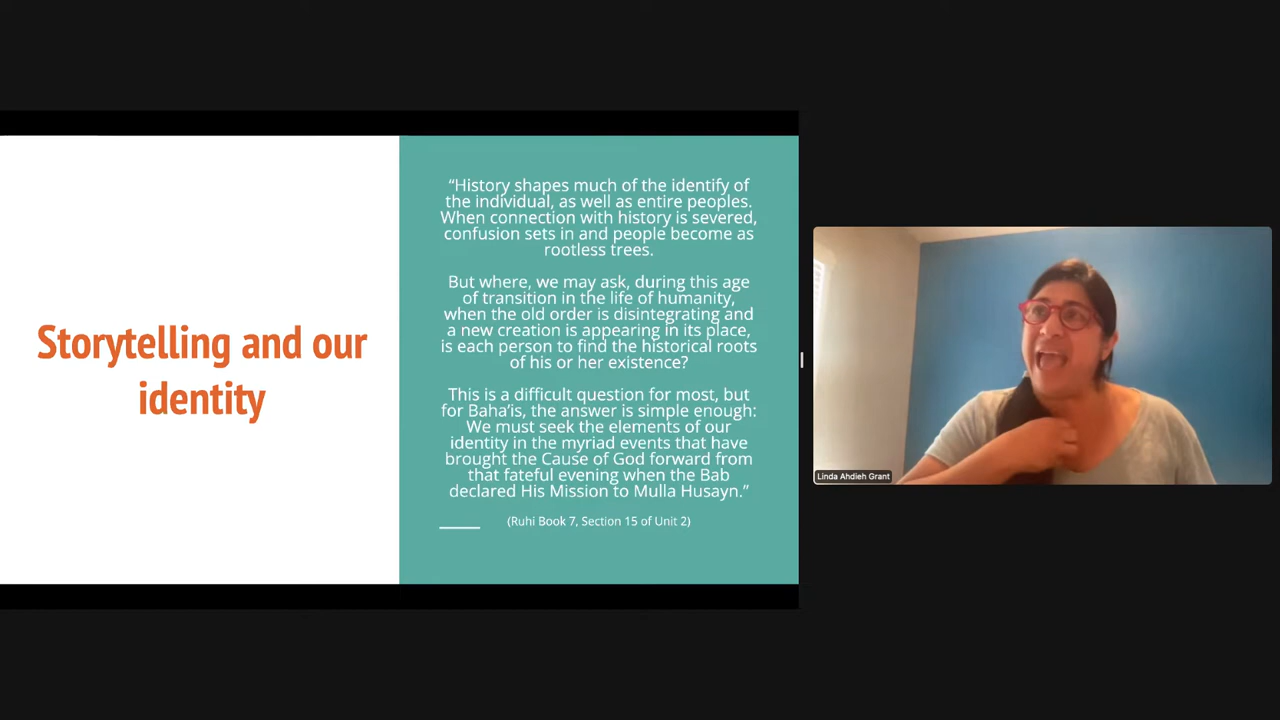 Storytelling and our
identity
“History shapes much of the identify of
the individual, as well as entire peoples.
When connection with history is severed,
confusion sets in and people become as
rootless trees.
But where, we may ask, during this age
of transition in the life of humanity,
when the old order is disintegrating and
a new creation is appearing in its place,
is each person to find the historical roots
of his or her existence?
This is a difficult question for most, but
for Baha’is, the answer is simple enough:
We must seek the elements of our
identity in the myriad events that have
brought the Cause of God forward from
that fateful evening when the Bab
declared His Mission to Mulla Husayn.”
(Ruhi Book 7, Section 15 of Unit 2)
Linda Ahdieh Grant